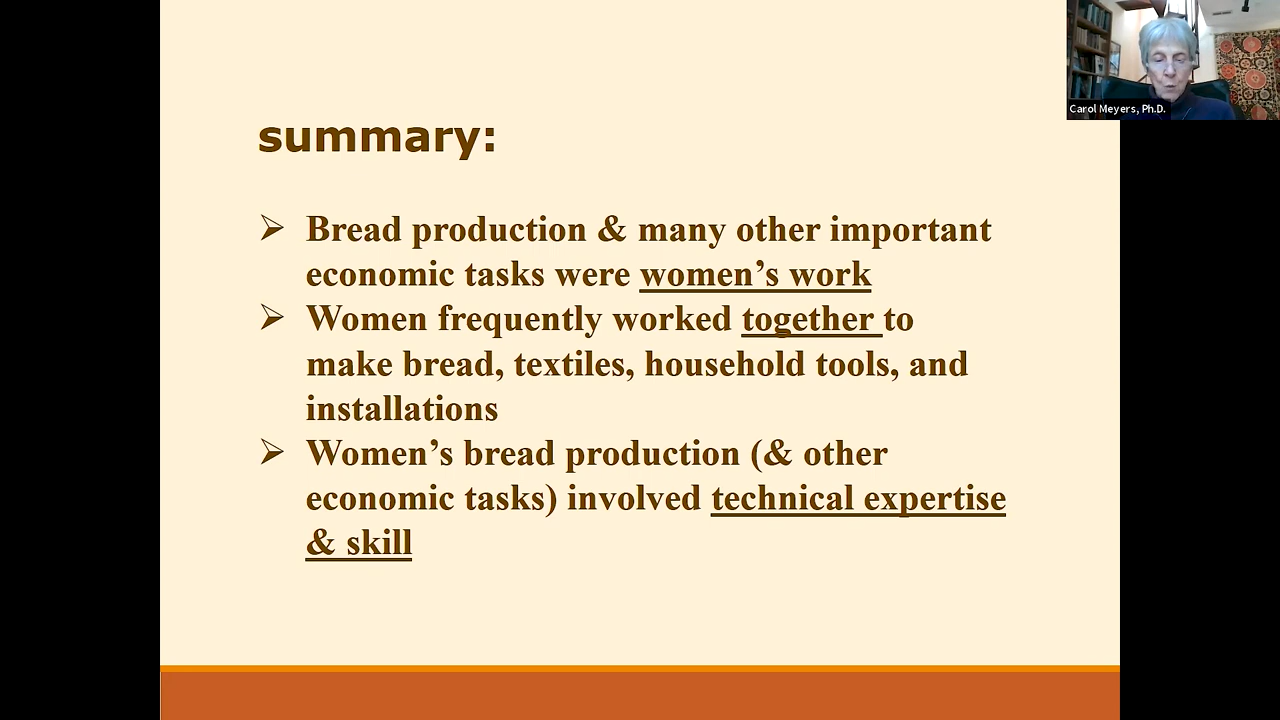 Carol Meyers, Ph.D.
summary:
➢ Bread production & many other important
economic tasks were women’s work
➢ Women frequently worked together to
make bread, textiles, household tools, and
installations
➢ Women’s bread production (& other
economic tasks) involved technical expertise
& skill